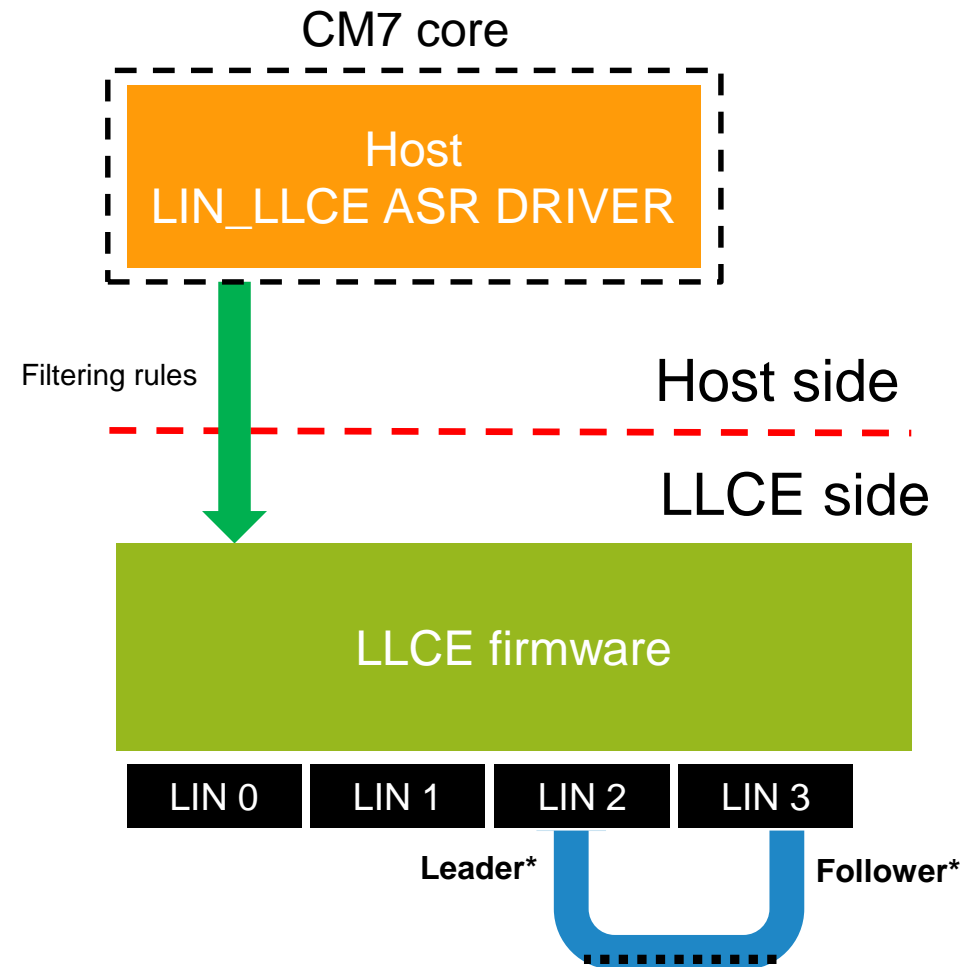 CM7 core
Host
LIN_LLCE ASR DRIVER
Filtering rules
Host side
LLCE side
LLCE firmware
LIN 0
LIN 1
LIN 2
LIN 3
Leader*
Follower*